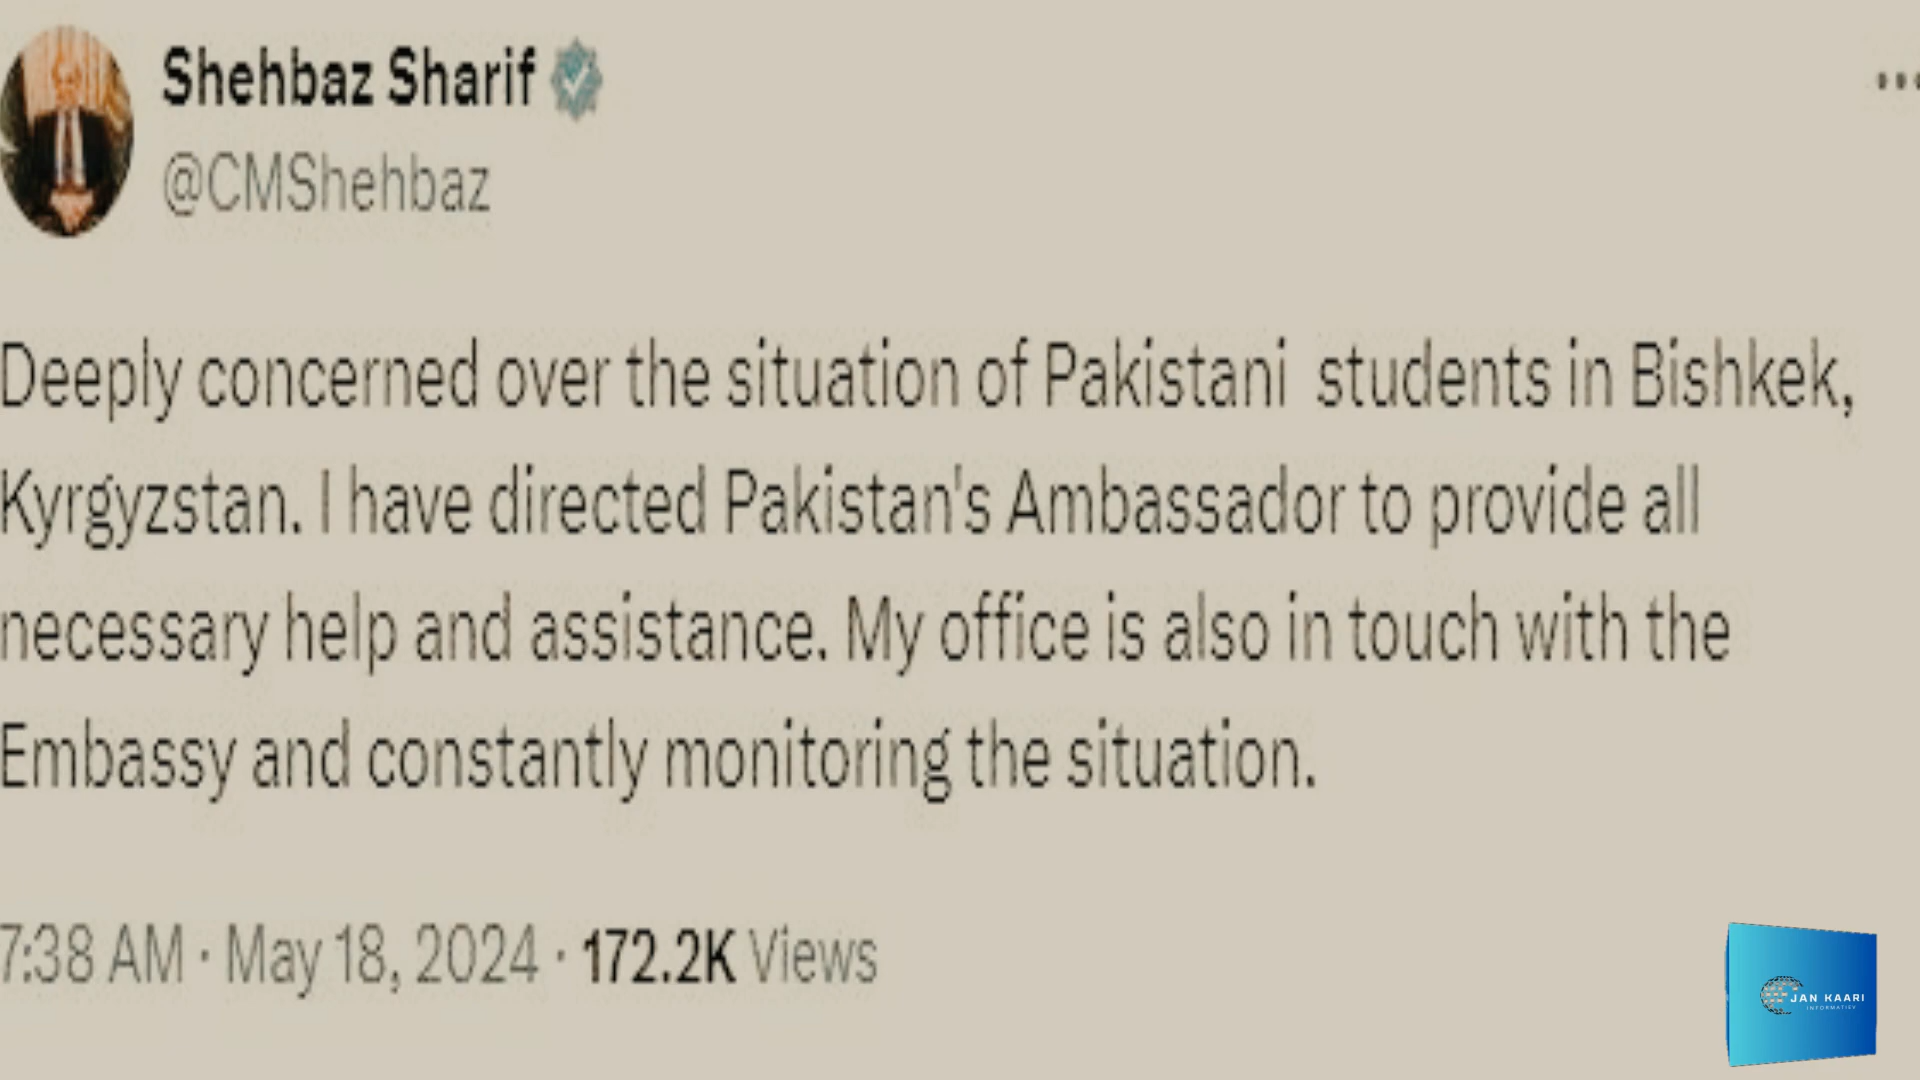 Shehbaz Sharif
@CMShehbaz
Deeply concerned over the situation of Pakistani students in Bishkek,
Kyrgyzstan. I have directed Pakistan's Ambassador to provide all
necessary help and assistance. My office is also in touch with the
Embassy and constantly monitoring the situation.
7:38 AM · May 18, 2024 · 172.2K Views
JAN KAARI
INFORMATIEV